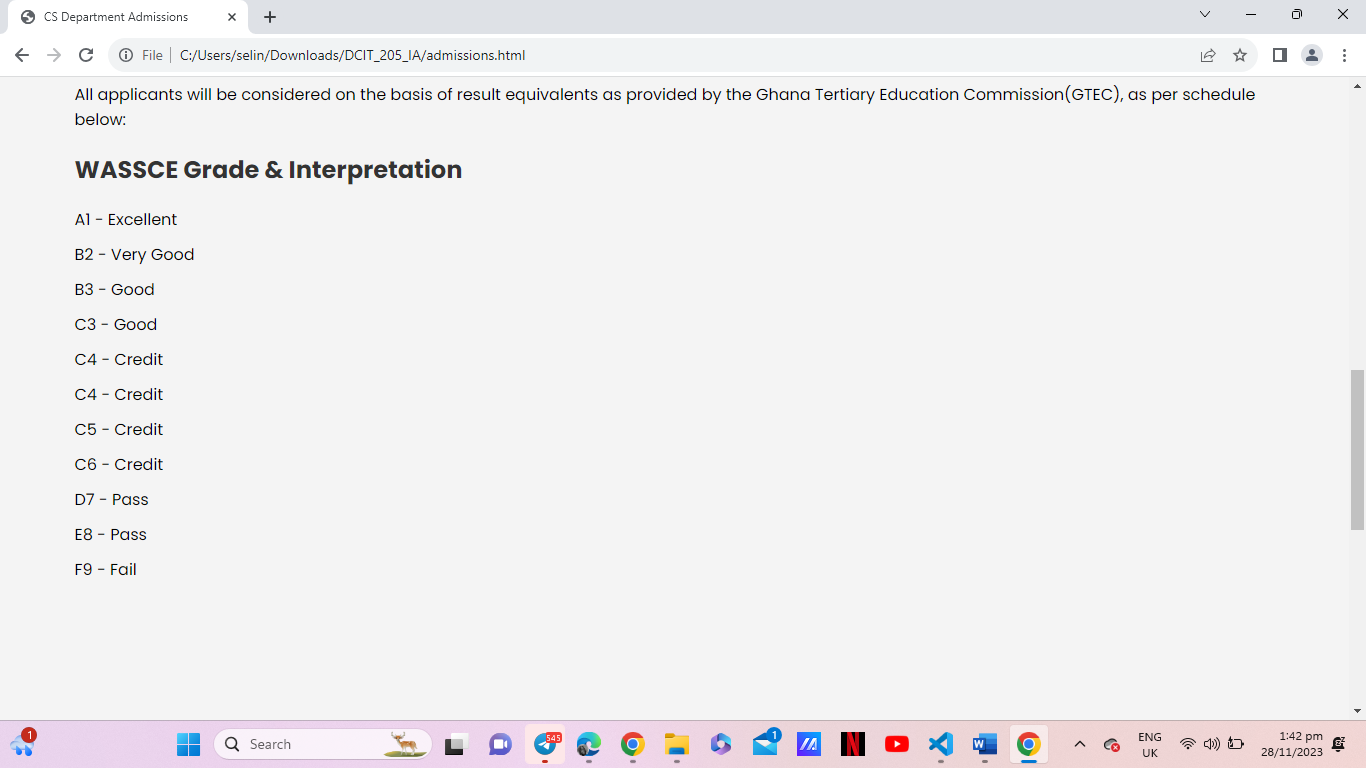 CS Department Admissions
File
C:/Users/selin/Downloads/DCIT_205_IA/admissions.html
All applicants will be considered on the basis of result equivalents as provided by the Ghana Tertiary Education Commission(GTEC), as per schedule
below:
WASSCE Grade & Interpretation
A1 - Excellent
B2 - Very Good
B3 - Good
C3 - Good
C4 - Credit
C4 - Credit
C5 - Credit
C6 - Credit
D7 - Pass
E8 - Pass
F9 - Fail
1
Search
545
1
ENG
UK
1:42 pm
28/11/2023